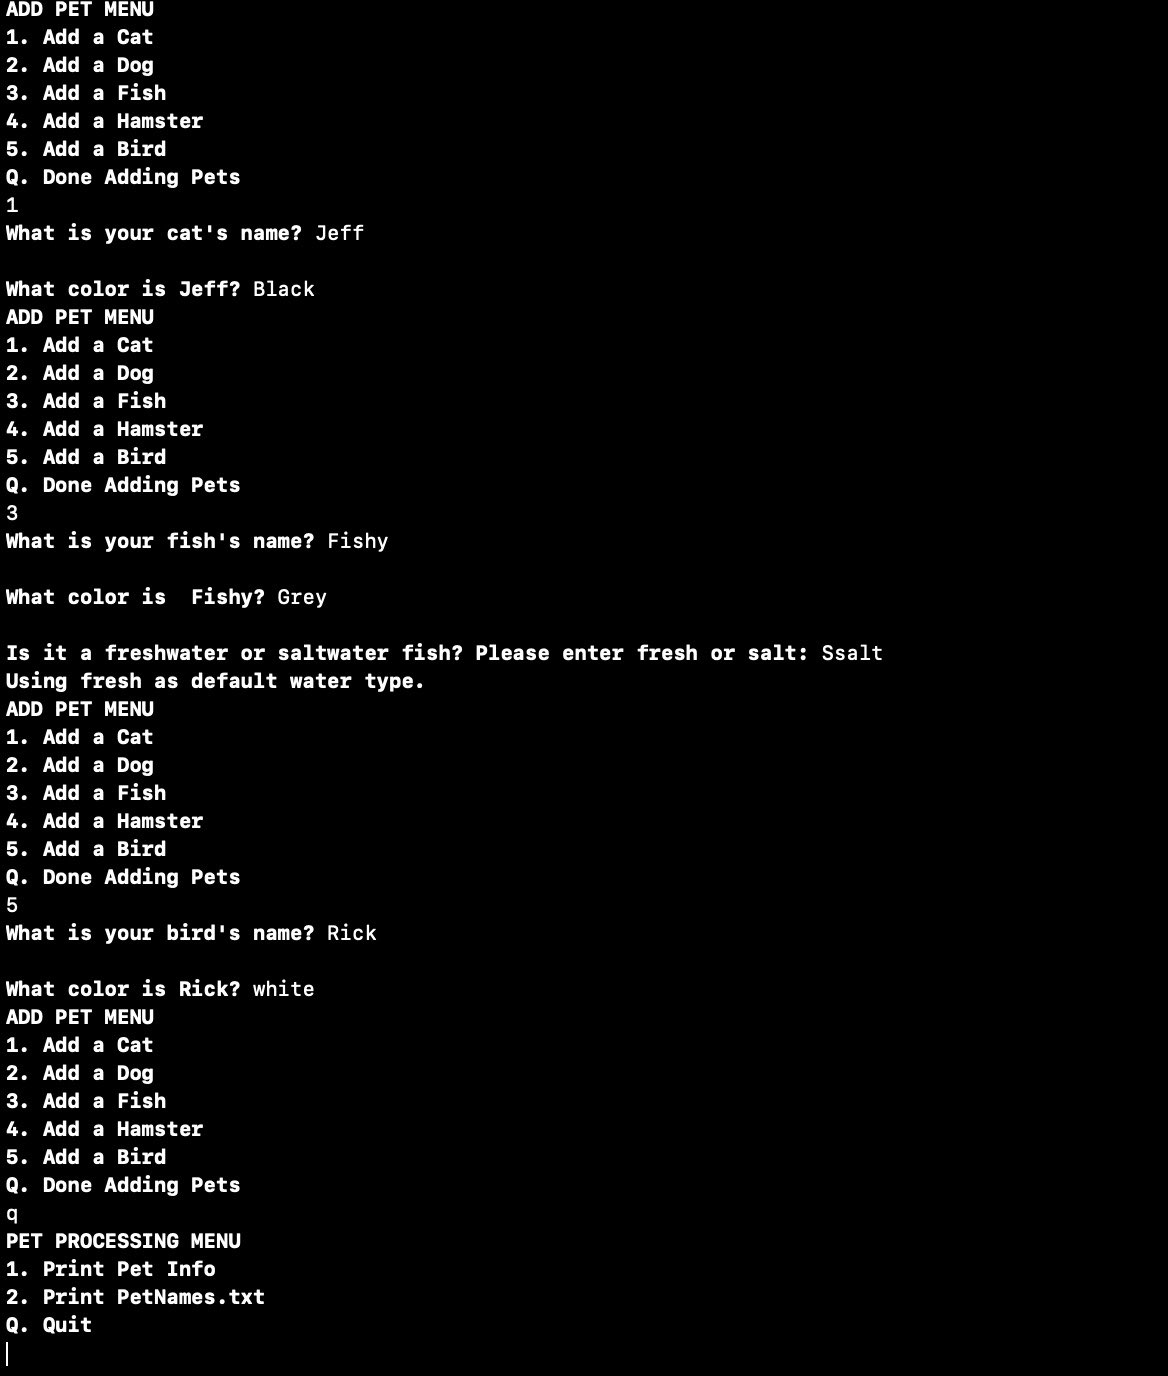 ADD PET MENU
1. Add a Cat
2. Add a Dog
3. Add a Fish
4. Add a Hamster
5. Add a Bird
Q. Done Adding Pets
1
What is your cat's name? Jeff
What color is Jeff? Black
ADD PET MENU
1. Add a Cat
2. Add a Dog
3. Add a Fish
4. Add a Hamster
5. Add a Bird
Q. Done Adding Pets
3
What is your fish's name? Fishy
What color is  Fishy? Grey
Is it a freshwater or saltwater fish? Please enter fresh or salt: Ssalt
Using fresh as default water type.
ADD PET MENU
1. Add a Cat
2. Add a Dog
3. Add a Fish
4. Add a Hamster
5. Add a Bird
Q. Done Adding Pets
5
What is your bird's name? Rick
What color is Rick? white
ADD PET MENU
1. Add a Cat
2. Add a Dog
3. Add a Fish
4. Add a Hamster
5. Add a Bird
Q. Done Adding Pets
q
PET PROCESSING MENU
1. Print Pet Info
2. Print PetNames.txt
Q. Quit